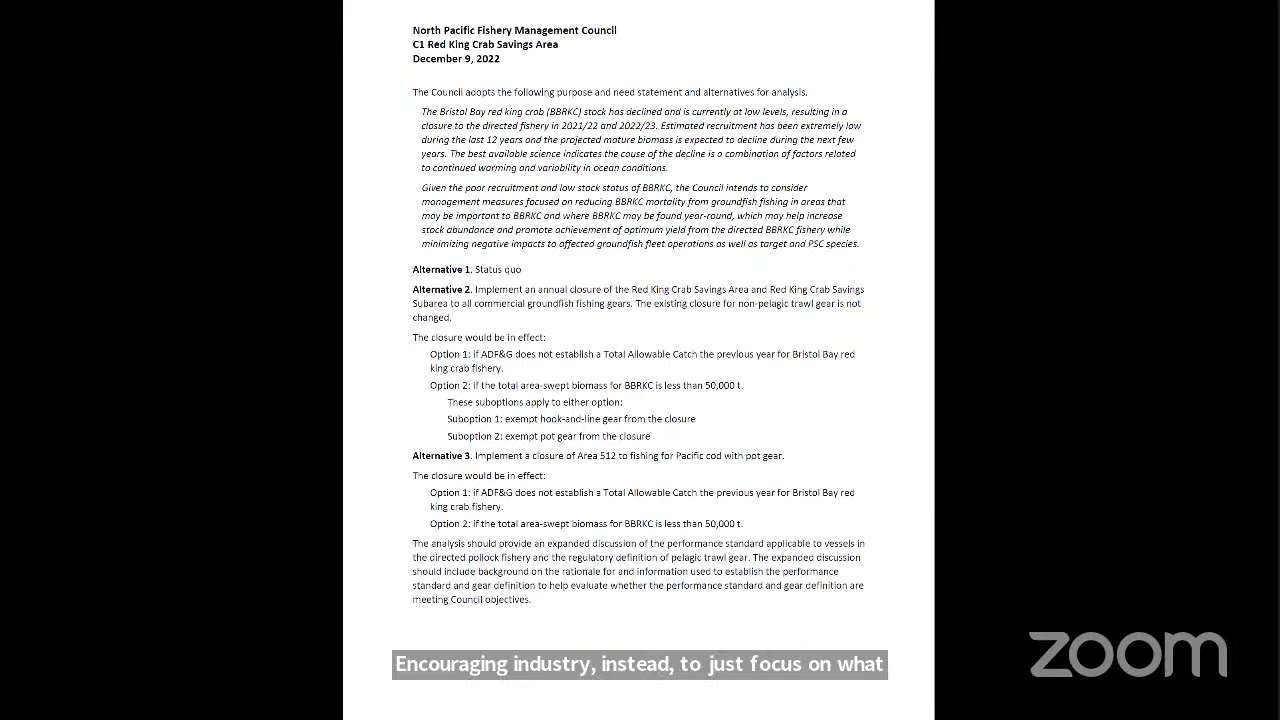 North Pacific Fishery Management Council
C1 Red King Crab Savings Area
December 9, 2022
The Council adopts the following purpose and need statement and alternatives for analysis.
The Bristol Bay red king crab (BBRKC) stock has declined and is currently at low levels, resulting in a
closure to the directed fishery in 2021/22 and 2022/23. Estimated recruitment has been extremely low
during the last 12 years and the projected mature biomass is expected to decline during the next few
years. The best available science indicates the cause of the decline is a combination of factors related
to continued warming and variability in ocean conditions.
Given the poor recruitment and low stock status of BBRKC, the Council intends to consider
management measures focused on reducing BBRKC mortality from groundfish fishing in areas that
may be important to BBRKC and where BBRKC may be found year-round, which may help increase
stock abundance and promote achievement of optimum yield from the directed BBRKC fishery while
minimizing negative impacts to affected groundfish fleet operations as well as target and PSC species.
Alternative 1. Status quo
Alternative 2. Implement an annual closure of the Red King Crab Savings Area and Red King Crab Savings
Subarea to all commercial groundfish fishing gears. The existing closure for non-pelagic trawl gear is not
changed.
The closure would be in effect:
Option 1: if ADF&G does not establish a Total Allowable Catch the previous year for Bristol Bay red
king crab fishery.
Option 2: if the total area-swept biomass for BBRKC is less than 50,000 t.
These suboptions apply to either option:
Suboption 1: exempt hook-and-line gear from the closure
Suboption 2: exempt pot gear from the closure
Alternative 3. Implement a closure of Area 512 to fishing for Pacific cod with pot gear.
The closure would be in effect:
Option 1: if ADF&G does not establish a Total Allowable Catch the previous year for Bristol Bay red
king crab fishery.
Option 2: if the total area-swept biomass for BBRKC is less than 50,000 t.
The analysis should provide an expanded discussion of the performance standard applicable to vessels in
the directed pollock fishery and the regulatory definition of pelagic trawl gear. The expanded discussion
should include background on the rationale for and information used to establish the performance
standard and gear definition to help evaluate whether the performance standard and gear definition are
meeting Council objectives.
Encouraging industry, instead, to just focus on what
zoom